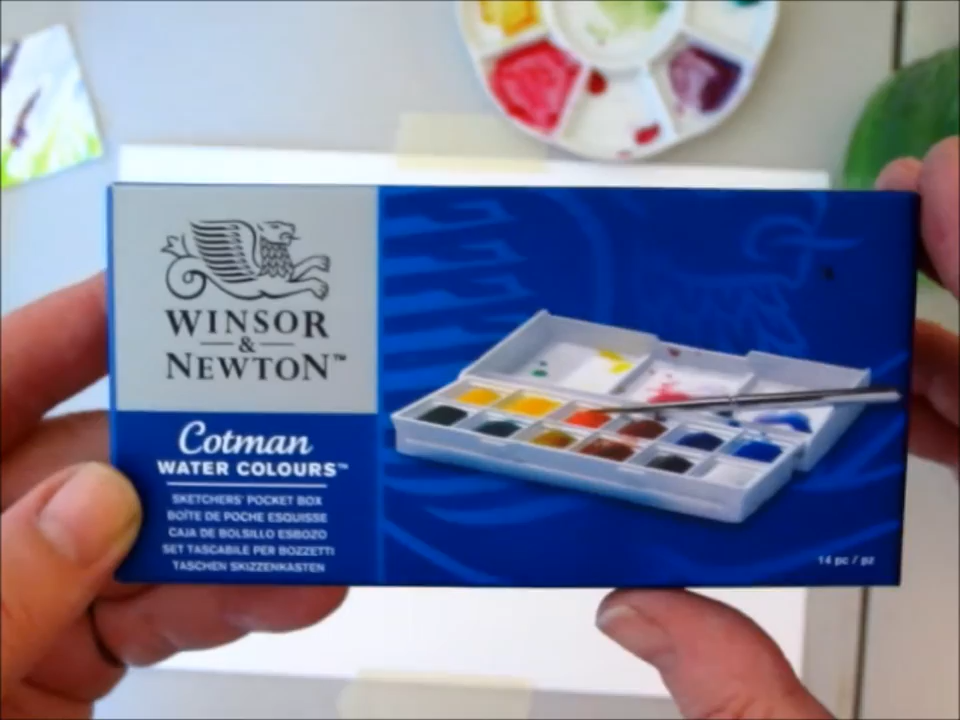 WINSOR
&
NEWTON™
Cotman
WATER COLOURS™
SKETCHERS' POCKET BOX
BOÎTE DE POCHE ESQUISSE
CAJA DE BOLSILLO ESBOZO
SET TASCABILE PER BOZZETTI
TASCHEN SKIZZENKASTEN
14 pc / pz